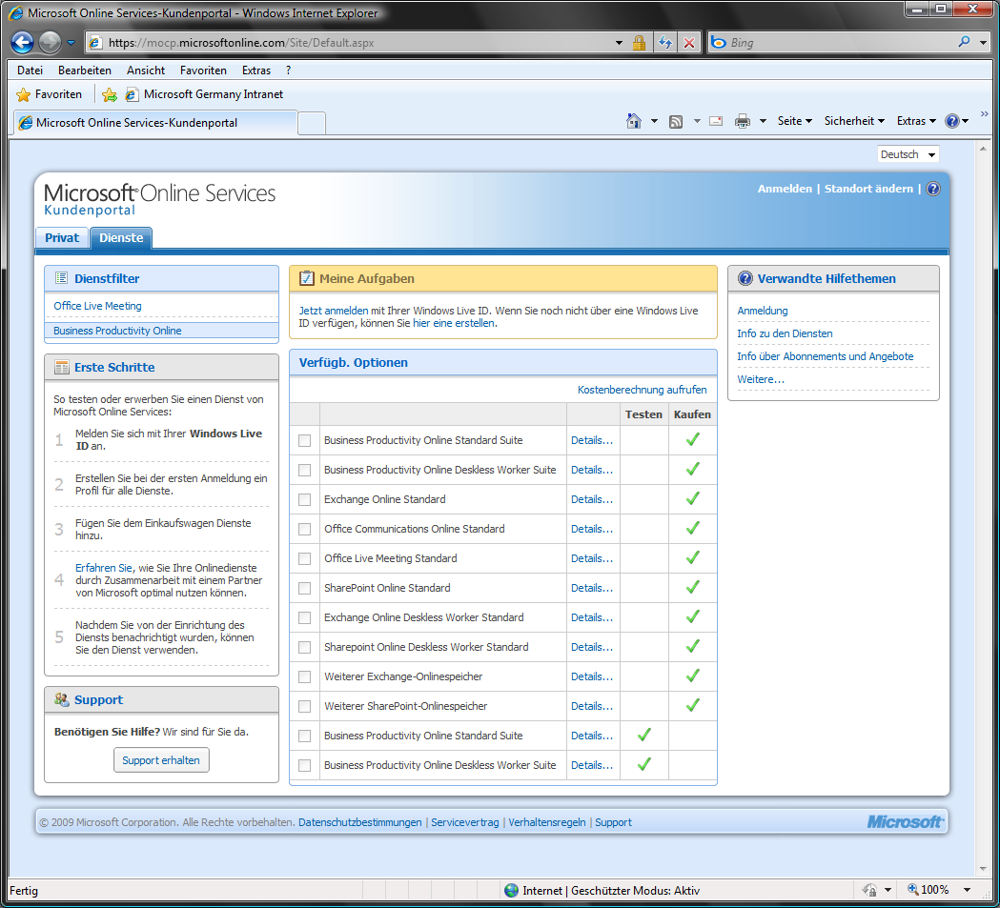 Microsoft Online Services-Kundenportal - Windows Internet Explorer
https://mocp.microsoftonline.com/Site/Default.aspx
Bing
Datei Bearbeiten Ansicht Favoriten Extras ?
Favoriten Microsoft Germany Intranet
Microsoft Online Services-Kundenportal
Seite Sicherheit Extras
Deutsch
Microsoft Online Services
Kundenportal
Anmelden | Standort ändern |
Privat Dienste
Dienstfilter
Office Live Meeting
Business Productivity Online
Erste Schritte
So testen oder erwerben Sie einen Dienst von
Microsoft Online Services:
1 Melden Sie sich mit Ihrer Windows Live
ID an.
2 Erstellen Sie bei der ersten Anmeldung ein
Profil für alle Dienste.
3 Fügen Sie dem Einkaufswagen Dienste
hinzu.
4 Erfahren Sie, wie Sie Ihre Onlinedienste
durch Zusammenarbeit mit einem Partner
von Microsoft optimal nutzen können.
5 Nachdem Sie von der Einrichtung des
Diensts benachrichtigt wurden, können
Sie den Dienst verwenden.
Support
Benötigen Sie Hilfe? Wir sind für Sie da.
Support erhalten
Meine Aufgaben
Jetzt anmelden mit Ihrer Windows Live ID. Wenn Sie noch nicht über eine Windows Live
ID verfügen, können Sie hier eine erstellen.
Verfügb. Optionen
Kostenberechnung aufrufen
Testen Kaufen
Business Productivity Online Standard Suite Details...
Business Productivity Online Deskless Worker Suite Details...
Exchange Online Standard Details...
Office Communications Online Standard Details...
Office Live Meeting Standard Details...
SharePoint Online Standard Details...
Exchange Online Deskless Worker Standard Details...
Sharepoint Online Deskless Worker Standard Details...
Weiterer Exchange-Onlinespeicher Details...
Weiterer SharePoint-Onlinespeicher Details...
Business Productivity Online Standard Suite Details...
Business Productivity Online Deskless Worker Suite Details...
Verwandte Hilfethemen
Anmeldung
Info zu den Diensten
Info über Abonnements und Angebote
Weitere...
© 2009 Microsoft Corporation. Alle Rechte vorbehalten. Datenschutzbestimmungen | Servicevertrag | Verhaltensregeln | Support
Microsoft
Fertig
Internet | Geschützter Modus: Aktiv
100%